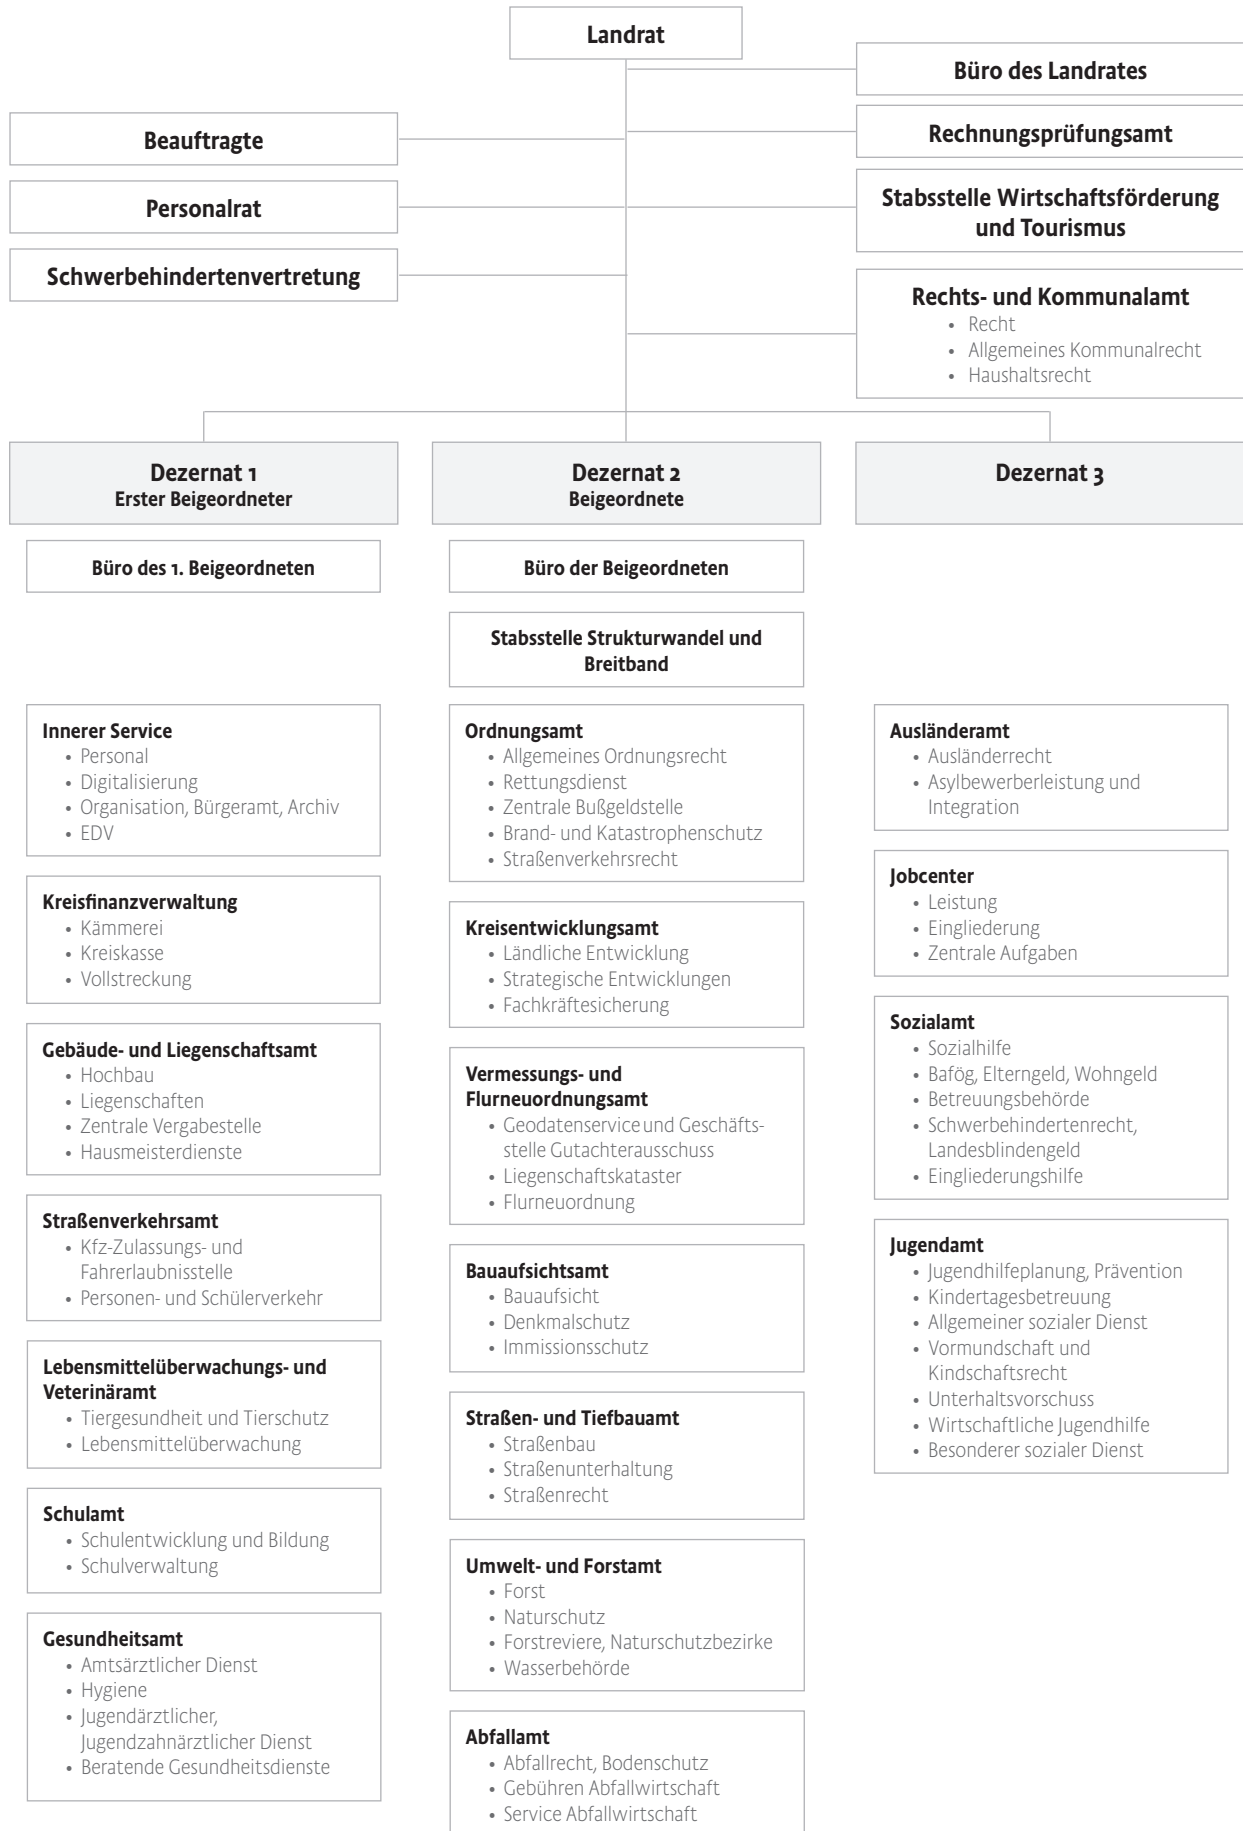 Landrat
Büro des Landrates
Beauftragte
Rechnungsprüfungsamt
Personalrat
Stabsstelle Wirtschaftsförderung
und Tourismus
Schwerbehindertenvertretung
Rechts- und Kommunalamt
• Recht
• Allgemeines Kommunalrecht
• Haushaltsrecht
Dezernat 1
Erster Beigeordneter
Büro des 1. Beigeordneten
Innerer Service
• Personal
• Digitalisierung
• Organisation, Bürgeramt, Archiv
• EDV
Kreisfinanzverwaltung
• Kämmerei
• Kreiskasse
• Vollstreckung
Gebäude- und Liegenschaftsamt
• Hochbau
• Liegenschaften
• Zentrale Vergabestelle
• Hausmeisterdienste
Straßenverkehrsamt
• Kfz-Zulassungs- und
Fahrerlaubnisstelle
• Personen- und Schülerverkehr
Lebensmittelüberwachungs- und
Veterinäramt
• Tiergesundheit und Tierschutz
• Lebensmittelüberwachung
Schulamt
• Schulentwicklung und Bildung
• Schulverwaltung
Gesundheitsamt
• Amtsärztlicher Dienst
• Hygiene
• Jugendärztlicher,
Jugendzahnärztlicher Dienst
• Beratende Gesundheitsdienste
Dezernat 2
Beigeordnete
Büro der Beigeordneten
Stabsstelle Strukturwandel und
Breitband
Ordnungsamt
• Allgemeines Ordnungsrecht
• Rettungsdienst
• Zentrale Bußgeldstelle
• Brand- und Katastrophenschutz
• Straßenverkehrsrecht
Kreisentwicklungsamt
• Ländliche Entwicklung
• Strategische Entwicklungen
• Fachkräftesicherung
Vermessungs- und
Flurneuordnungsamt
• Geodatenservice und Geschäfts-
stelle Gutachterausschuss
• Liegenschaftskataster
• Flurneuordnung
Bauaufsichtsamt
• Bauaufsicht
• Denkmalschutz
• Immissionsschutz
Straßen- und Tiefbauamt
• Straßenbau
• Straßenunterhaltung
• Straßenrecht
Umwelt- und Forstamt
• Forst
• Naturschutz
• Forstreviere, Naturschutzbezirke
• Wasserbehörde
Abfallamt
• Abfallrecht, Bodenschutz
• Gebühren Abfallwirtschaft
• Service Abfallwirtschaft
Dezernat 3
Ausländeramt
• Ausländerrecht
• Asylbewerberleistung und
Integration
Jobcenter
• Leistung
• Eingliederung
• Zentrale Aufgaben
Sozialamt
• Sozialhilfe
• Bafög, Elterngeld, Wohngeld
• Betreuungsbehörde
• Schwerbehindertenrecht,
Landesblindengeld
• Eingliederungshilfe
Jugendamt
• Jugendhilfeplanung, Prävention
• Kindertagesbetreuung
• Allgemeiner sozialer Dienst
• Vormundschaft und
Kindschaftsrecht
• Unterhaltsvorschuss
• Wirtschaftliche Jugendhilfe
• Besonderer sozialer Dienst